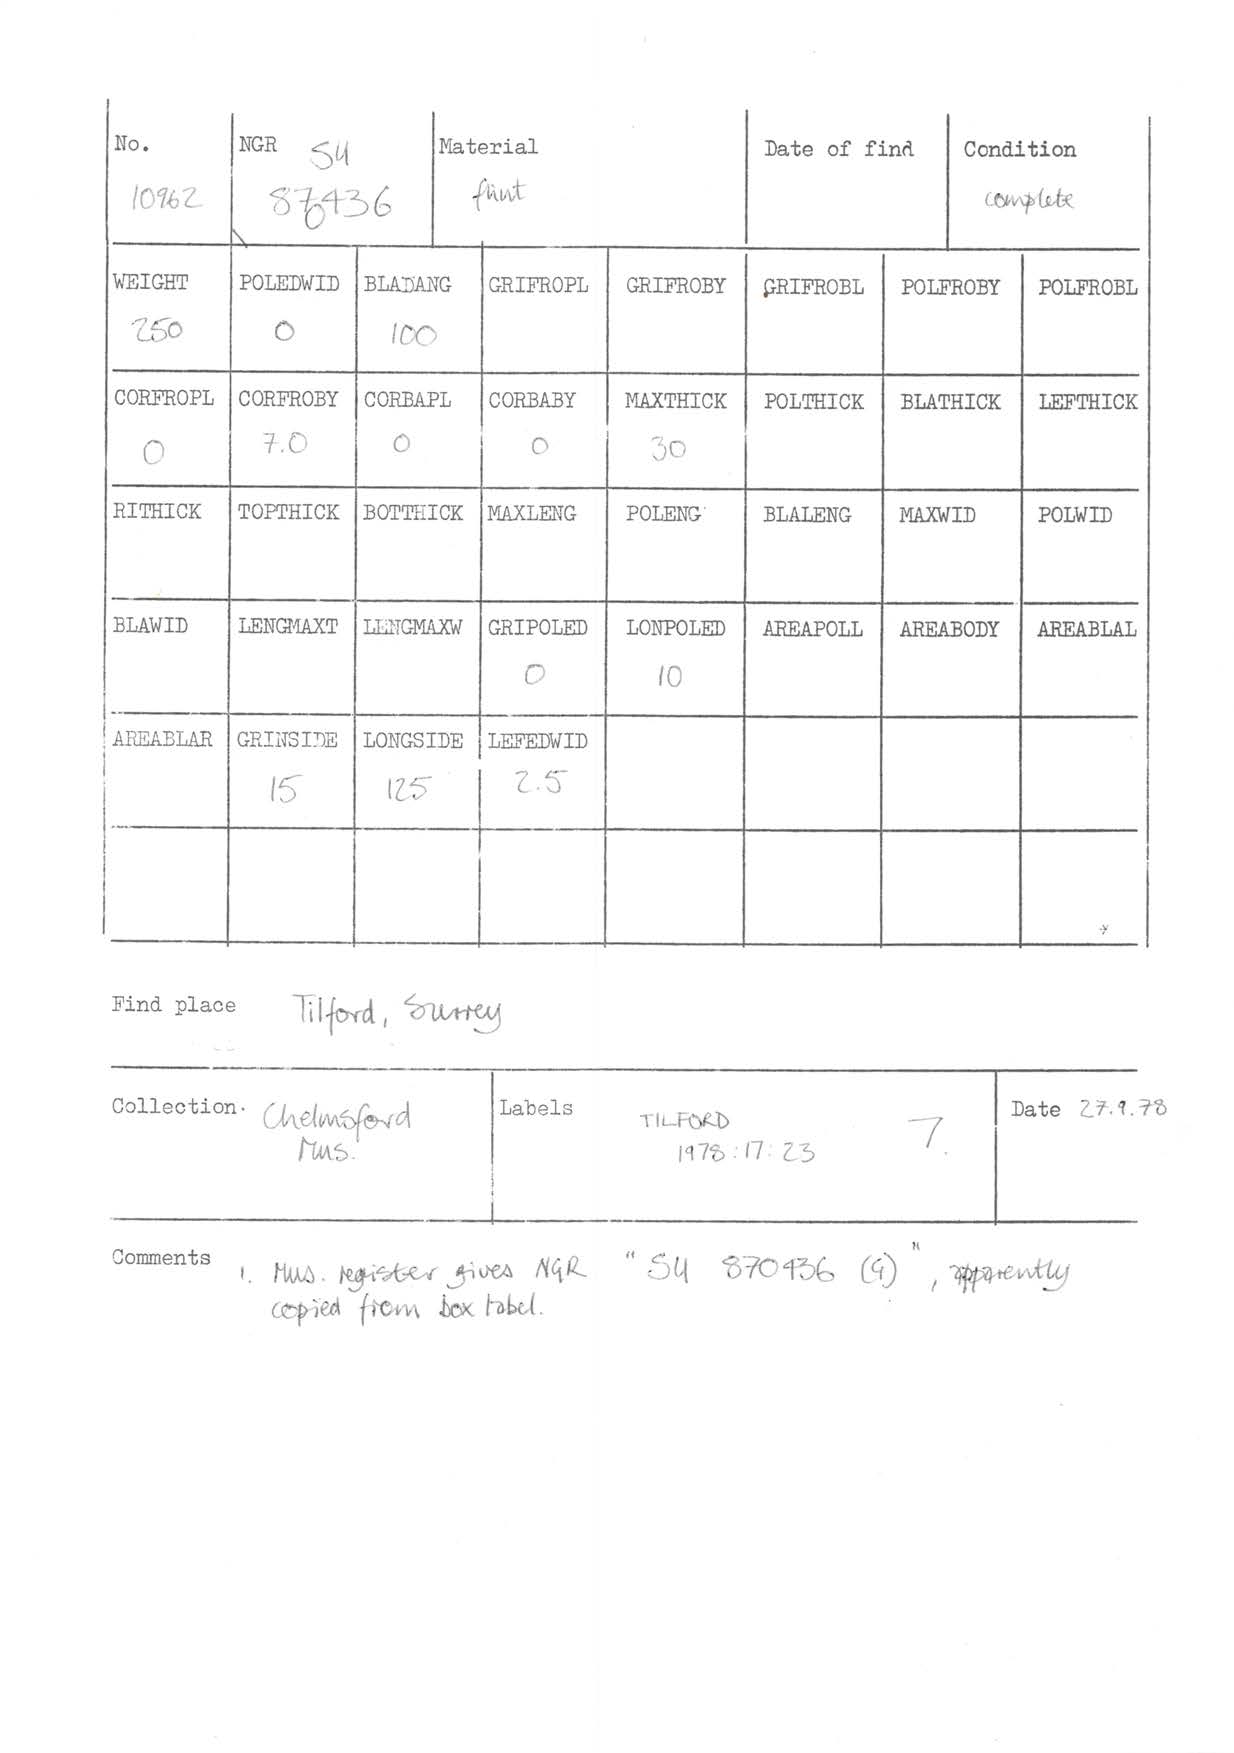 No. NGR SU Material Date of find Condition
10962 870436 flint complete
WEIGHT POLEDWID BLADANG GRIFROPL GRIFROBY GRIFROBL POLFROBY POLFROBL
250 0 100
CORFROPL CORFROBY CORBAPL CORBABY MAXTHICK POLTHICK BLATHICK LEFTHICK
0 7.0 0 0 30
RITHICK TOPTHICK BOTTHICK MAXLENG POLENG BLALENG MAXWID POLWID
BLAWID LENGMAXT LENGMAXW GRIPOLED LONPOLED AREAPOLL AREABODY AREABLAL
0 10
AREABLAR GRINSIDE LONGSIDE LEFEDWID
15 125 2.5
Find place Tilford, Surrey
Collection. Chelmsford Labels TILFORD 7. Date 27.9.78
Mus. 1978:17:23
Comments 1. Mus. register gives NGR "SU 870436 (G)", apparently
copied from box label.